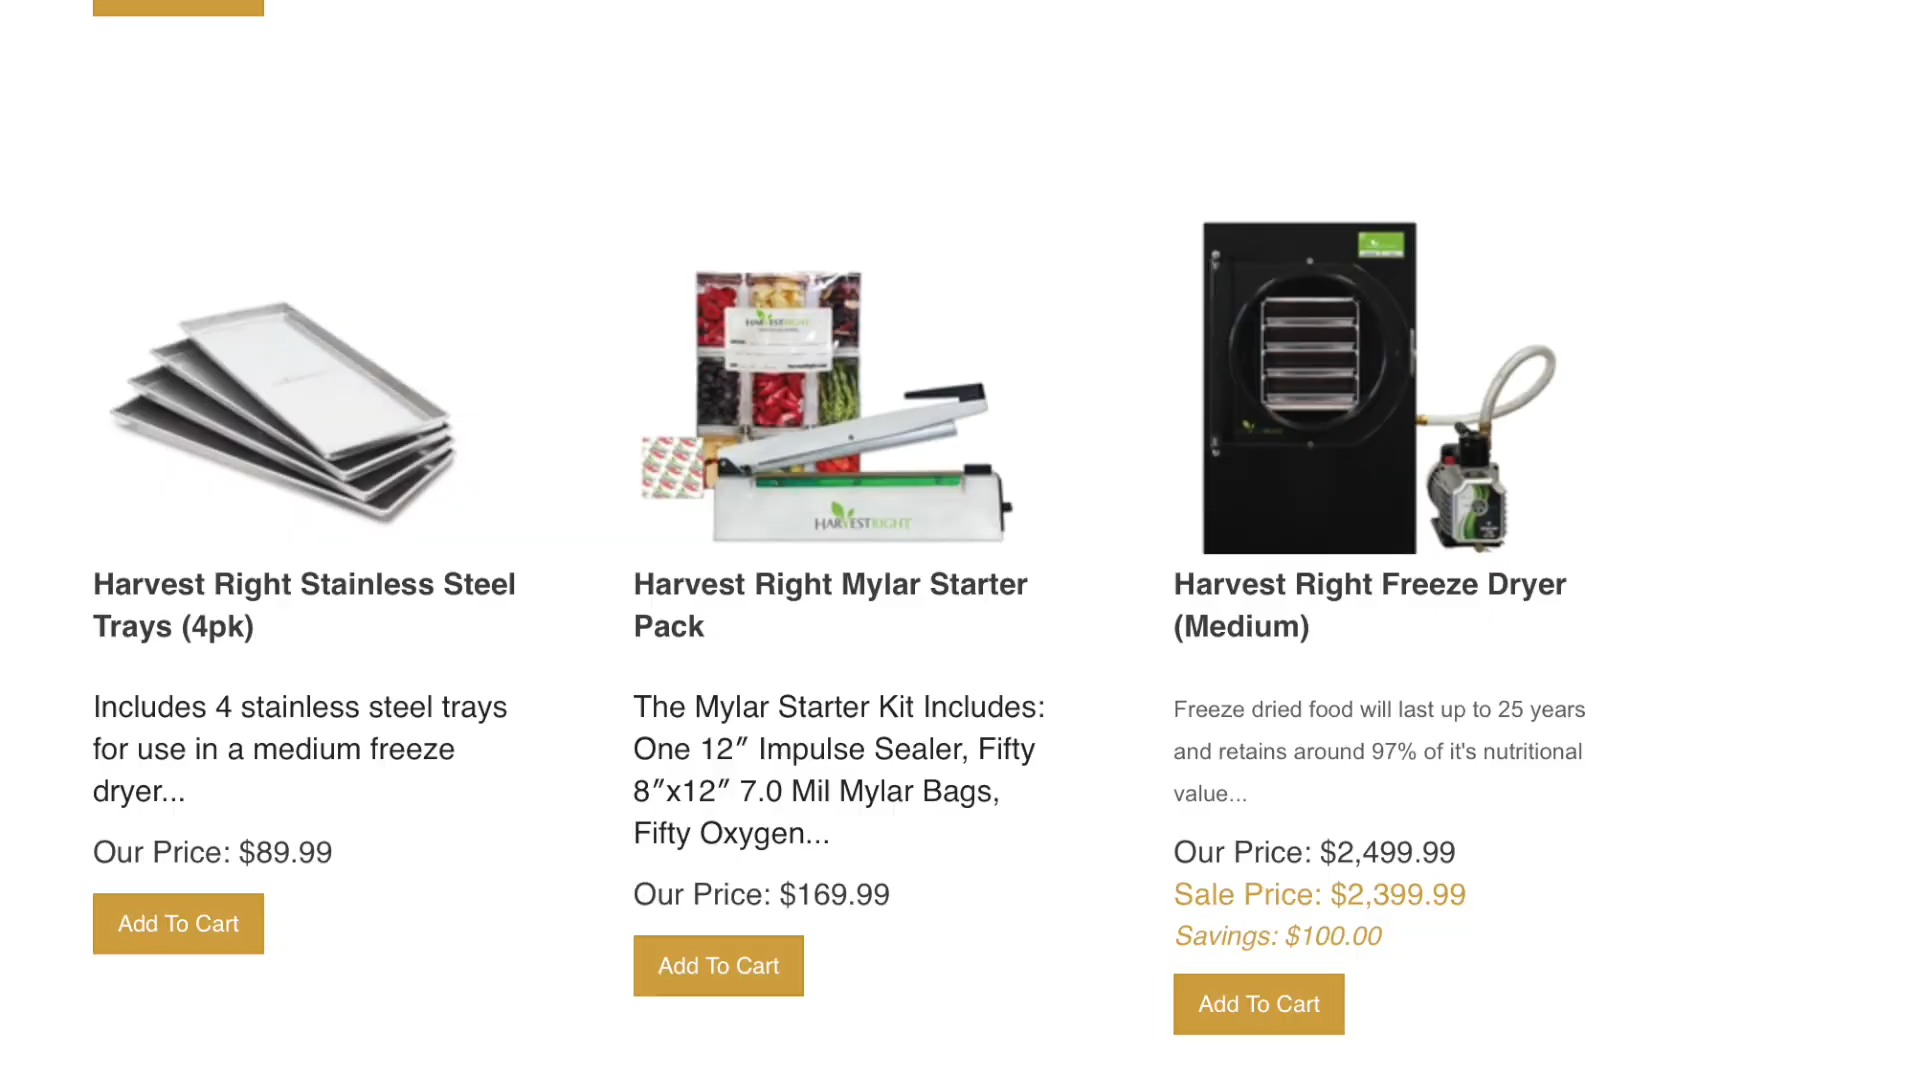 HARVESTRIGHT
HARVESTRIGHT
Harvest Right Stainless Steel
Trays (4pk)
Includes 4 stainless steel trays
for use in a medium freeze
dryer...
Our Price: $89.99
Add To Cart
Harvest Right Mylar Starter
Pack
The Mylar Starter Kit Includes:
One 12″ Impulse Sealer, Fifty
8″x12″ 7.0 Mil Mylar Bags,
Fifty Oxygen...
Our Price: $169.99
Add To Cart
Harvest Right Freeze Dryer
(Medium)
Freeze dried food will last up to 25 years
and retains around 97% of it's nutritional
value...
Our Price: $2,499.99
Sale Price: $2,399.99
Savings: $100.00
Add To Cart